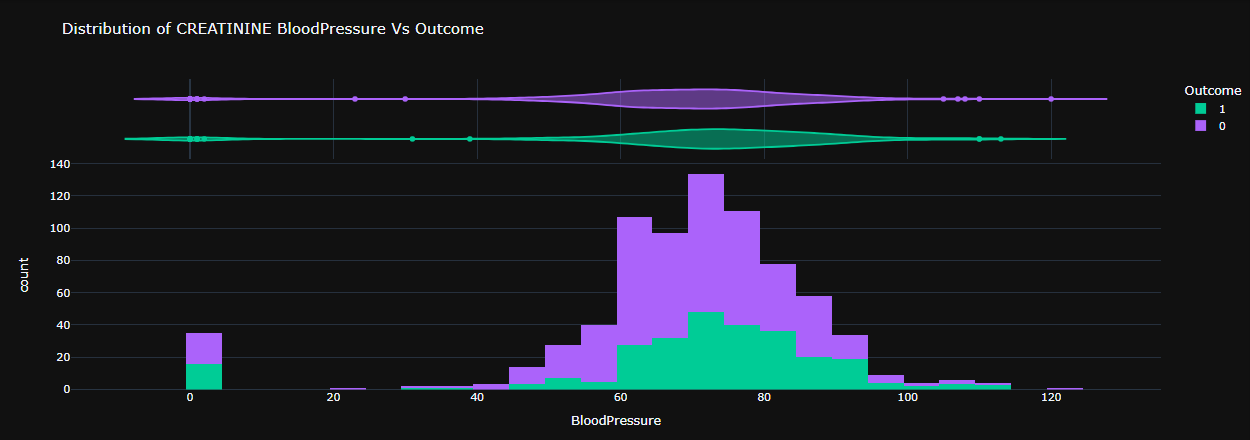 Distribution of CREATININE BloodPressure Vs Outcome
Outcome
1
0
140
120
100
80
60
40
20
0
count
0 20 40 60 80 100 120
BloodPressure